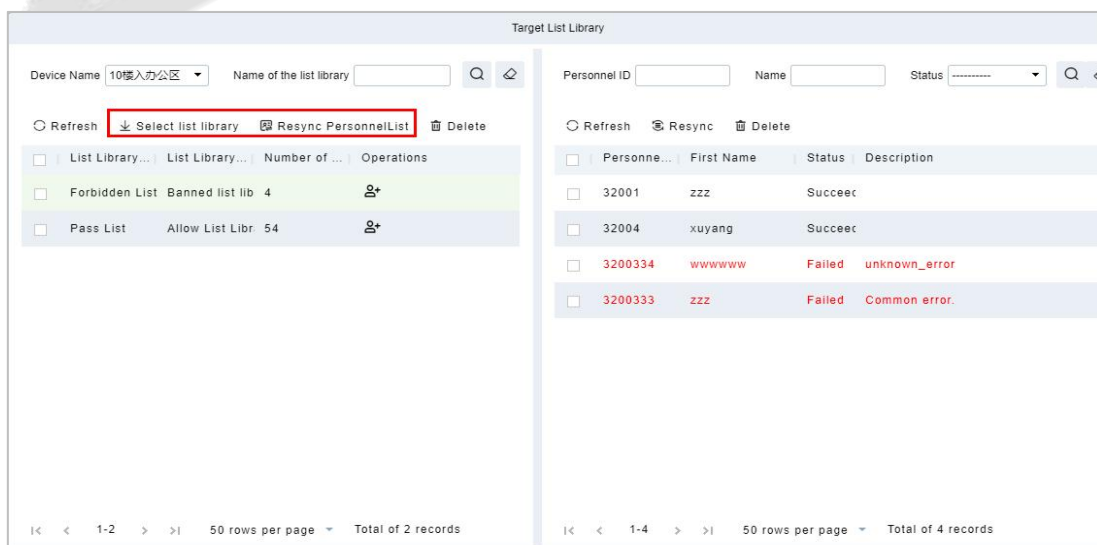 Target List Library
Device Name 10楼入办公区 Name of the list library
Refresh Select list library Resync PersonnelList Delete
List Library... List Library... Number of ... Operations
Forbidden List Banned list lib 4
Pass List Allow List Libr 54
1-2 50 rows per page Total of 2 records
Personnel ID Name Status ----------
Refresh Resync Delete
Personne... First Name Status Description
32001 zzz Succeec
32004 xuyang Succeec
3200334 wwwwww Failed unknown_error
3200333 zzz Failed Common error.
1-4 50 rows per page Total of 4 records